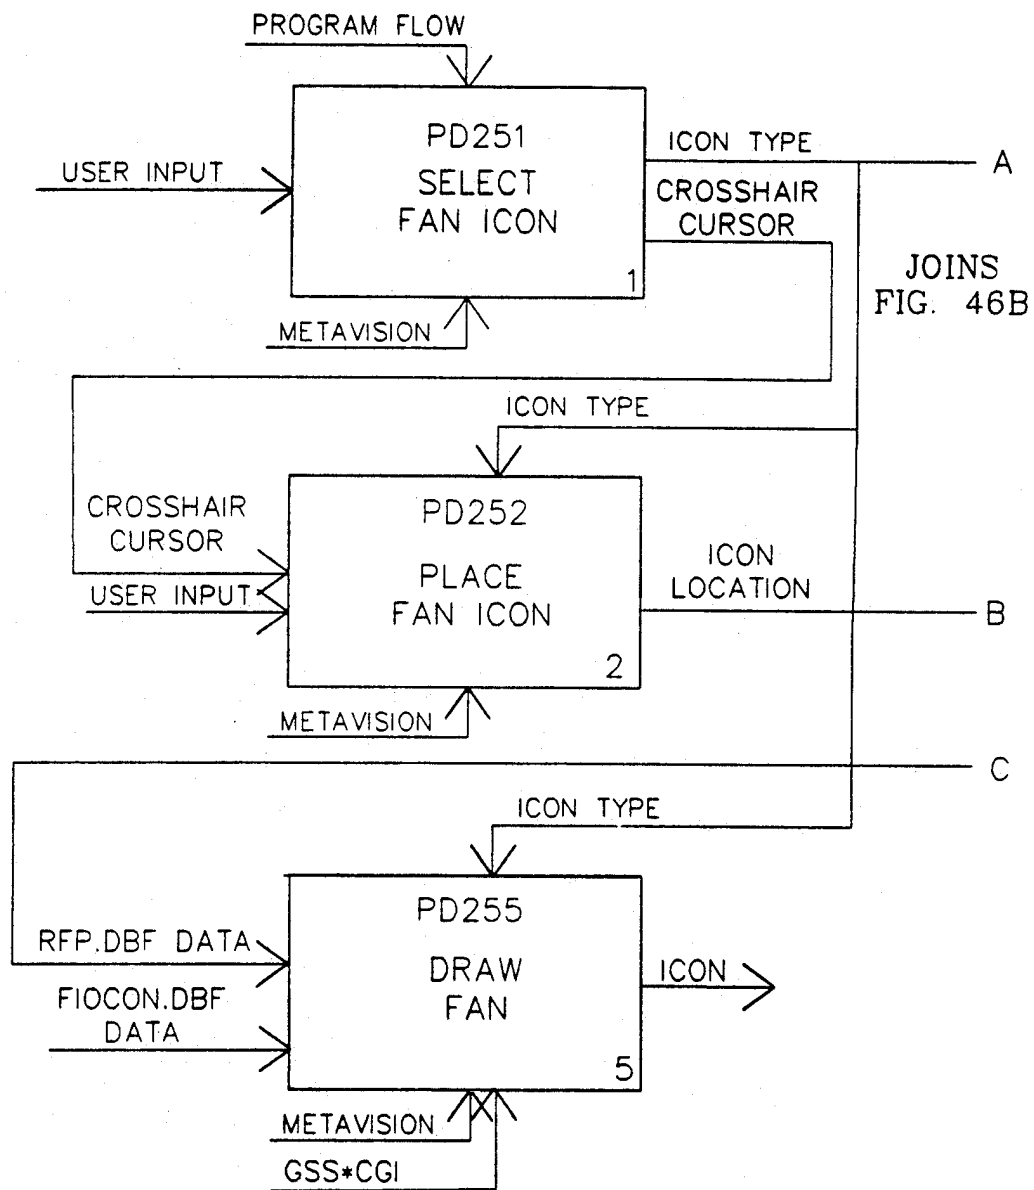 PROGRAM FLOW
PD251
SELECT
FAN ICON
1
USER INPUT
METAVISION
ICON TYPE
A
CROSSHAIR
CURSOR
JOINS
FIG. 46B
ICON TYPE
PD252
PLACE
FAN ICON
2
CROSSHAIR
CURSOR
USER INPUT
METAVISION
ICON
LOCATION
B
C
ICON TYPE
PD255
DRAW
FAN
5
RFP.DBF DATA
FIOCON.DBF
DATA
ICON
METAVISION
GSS*CGI